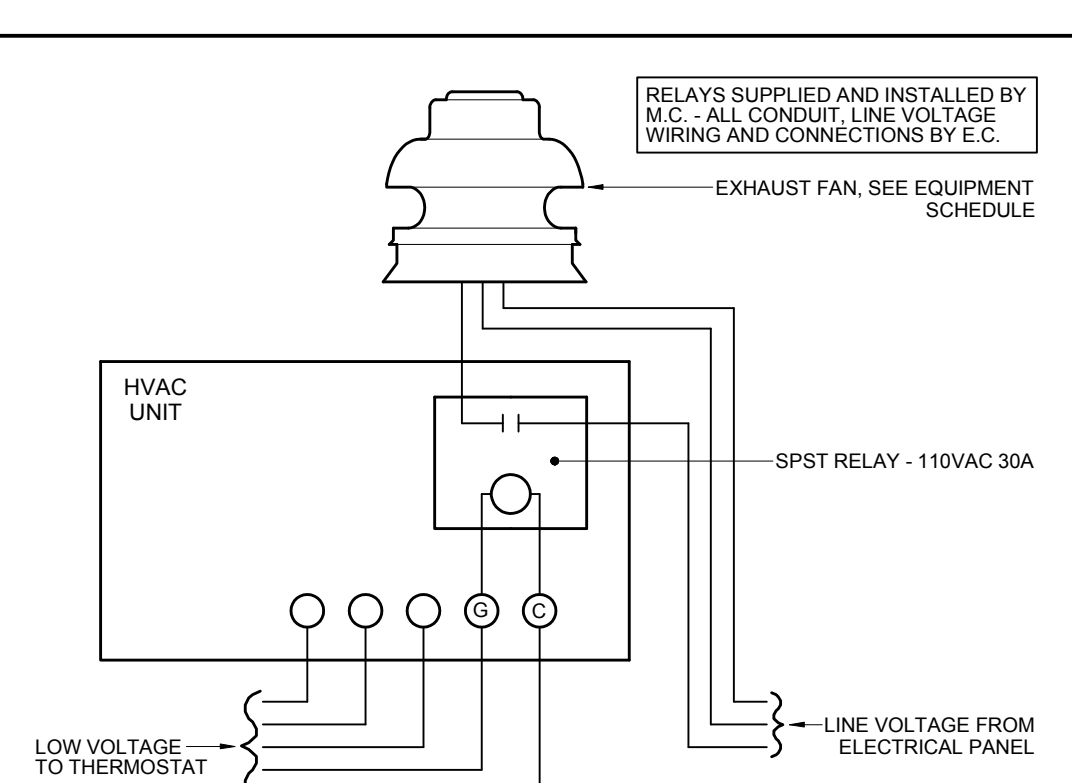 RELAYS SUPPLIED AND INSTALLED BY
M.C. - ALL CONDUIT, LINE VOLTAGE
WIRING AND CONNECTIONS BY E.C.
EXHAUST FAN, SEE EQUIPMENT
SCHEDULE
HVAC
UNIT
SPST RELAY - 110VAC 30A
G
C
LINE VOLTAGE FROM
ELECTRICAL PANEL
LOW VOLTAGE
TO THERMOSTAT